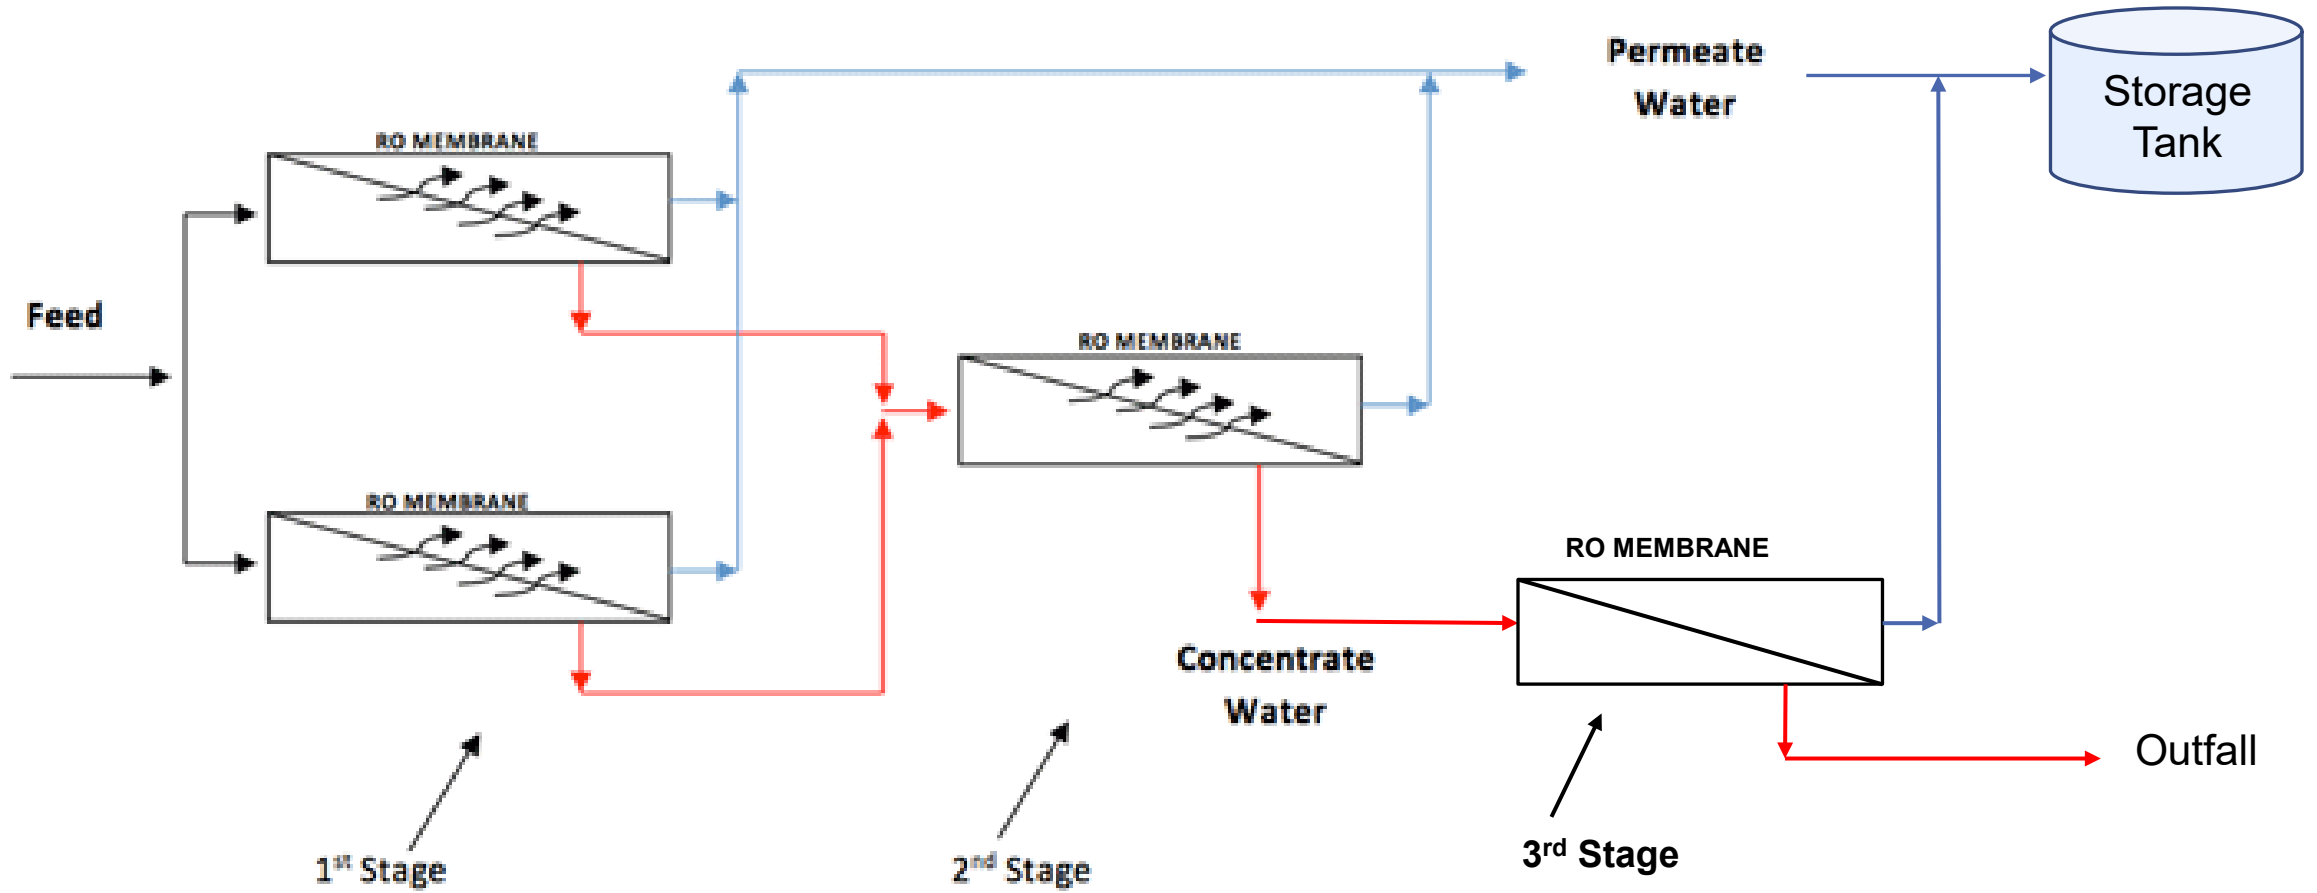 Permeate
Water
Storage
Tank
RO MEMBRANE
Feed
RO MEMBRANE
RO MEMBRANE
RO MEMBRANE
Concentrate
Water
Outfall
1st Stage
2nd Stage
3rd Stage